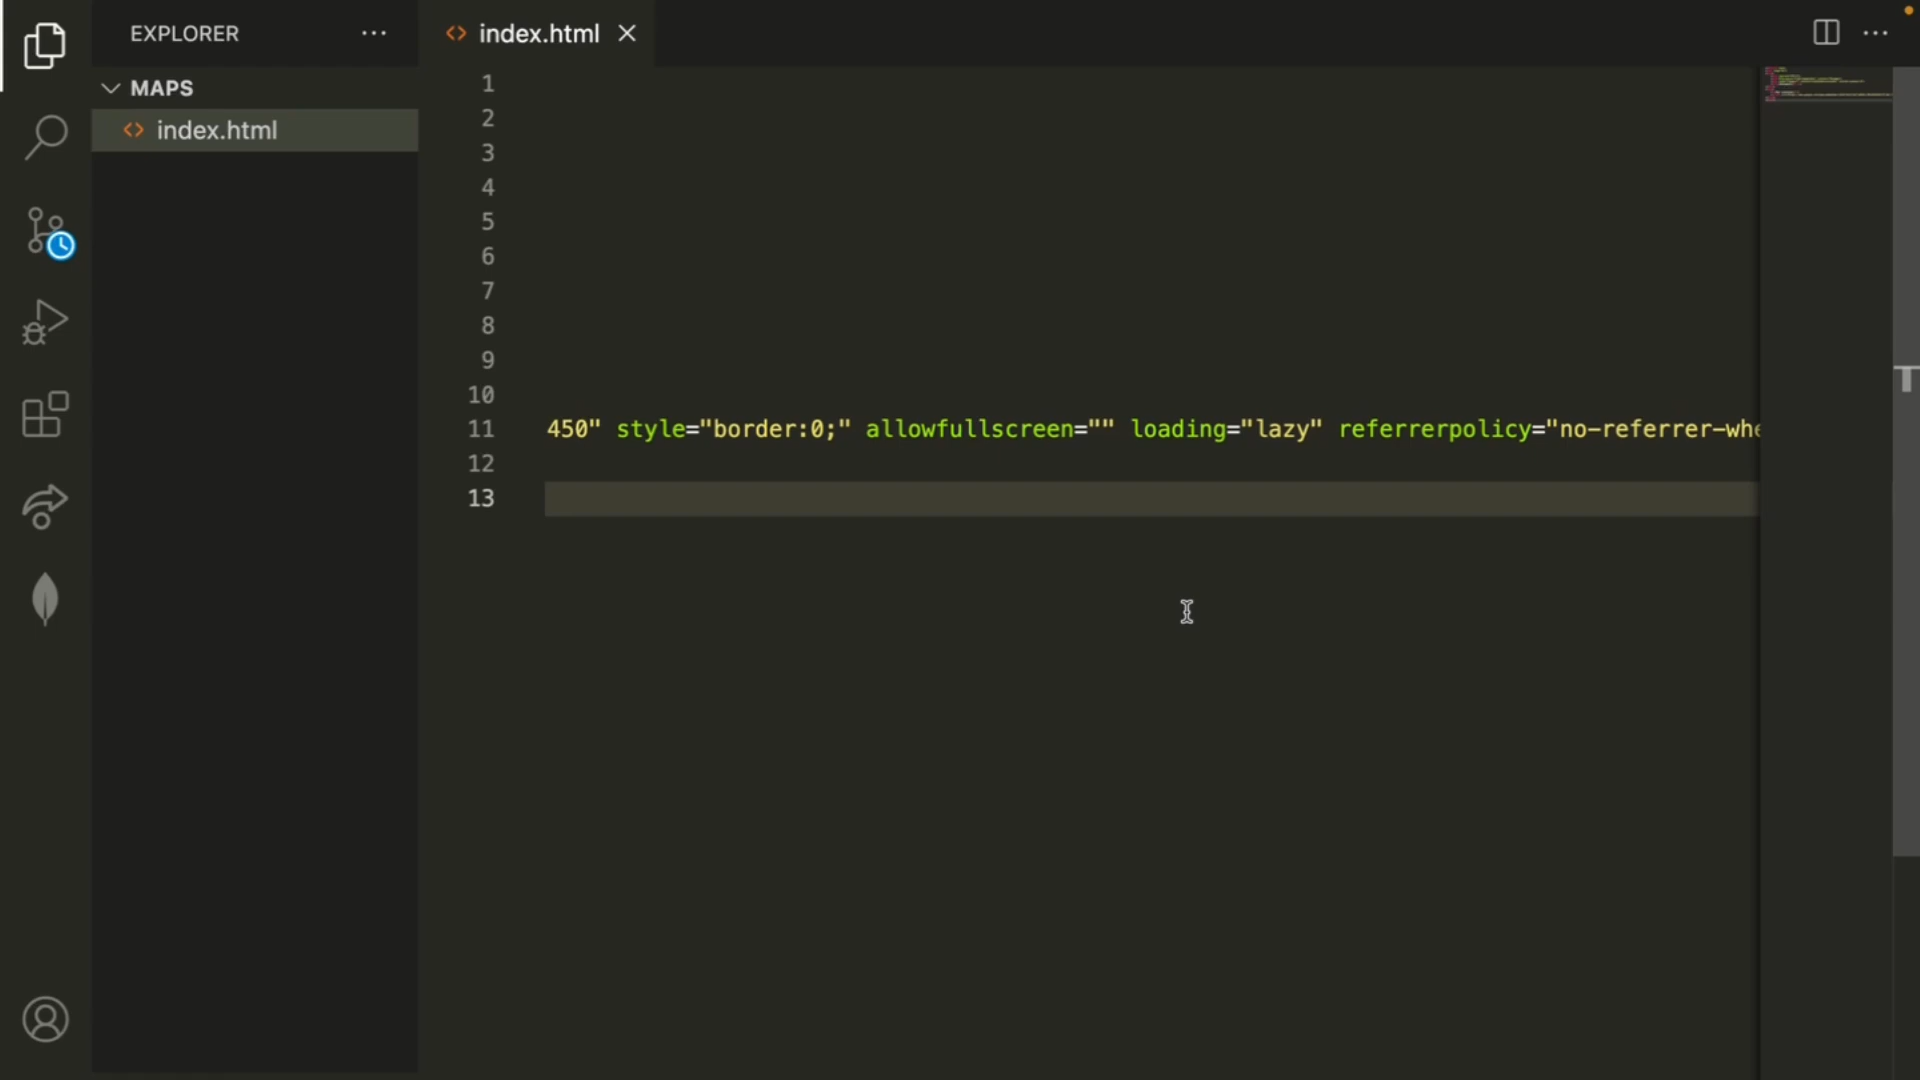 EXPLORER
index.html
MAPS
index.html
1
2
3
4
5
6
7
8
9
10
11 450" style="border:0;" allowfullscreen="" loading="lazy" referrerpolicy="no-referrer-whe
12
13